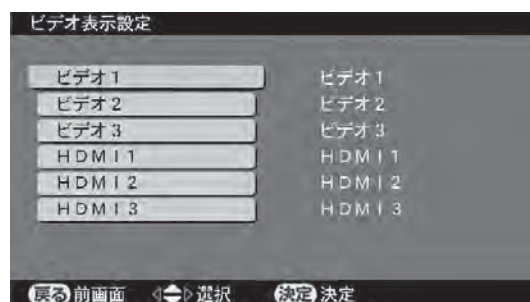 ビデオ表示設定
ビデオ1 ビデオ1
ビデオ2 ビデオ2
ビデオ3 ビデオ3
HDMI1 HDMI1
HDMI2 HDMI2
HDMI3 HDMI3
戻る 前画面 選択 決定 決定